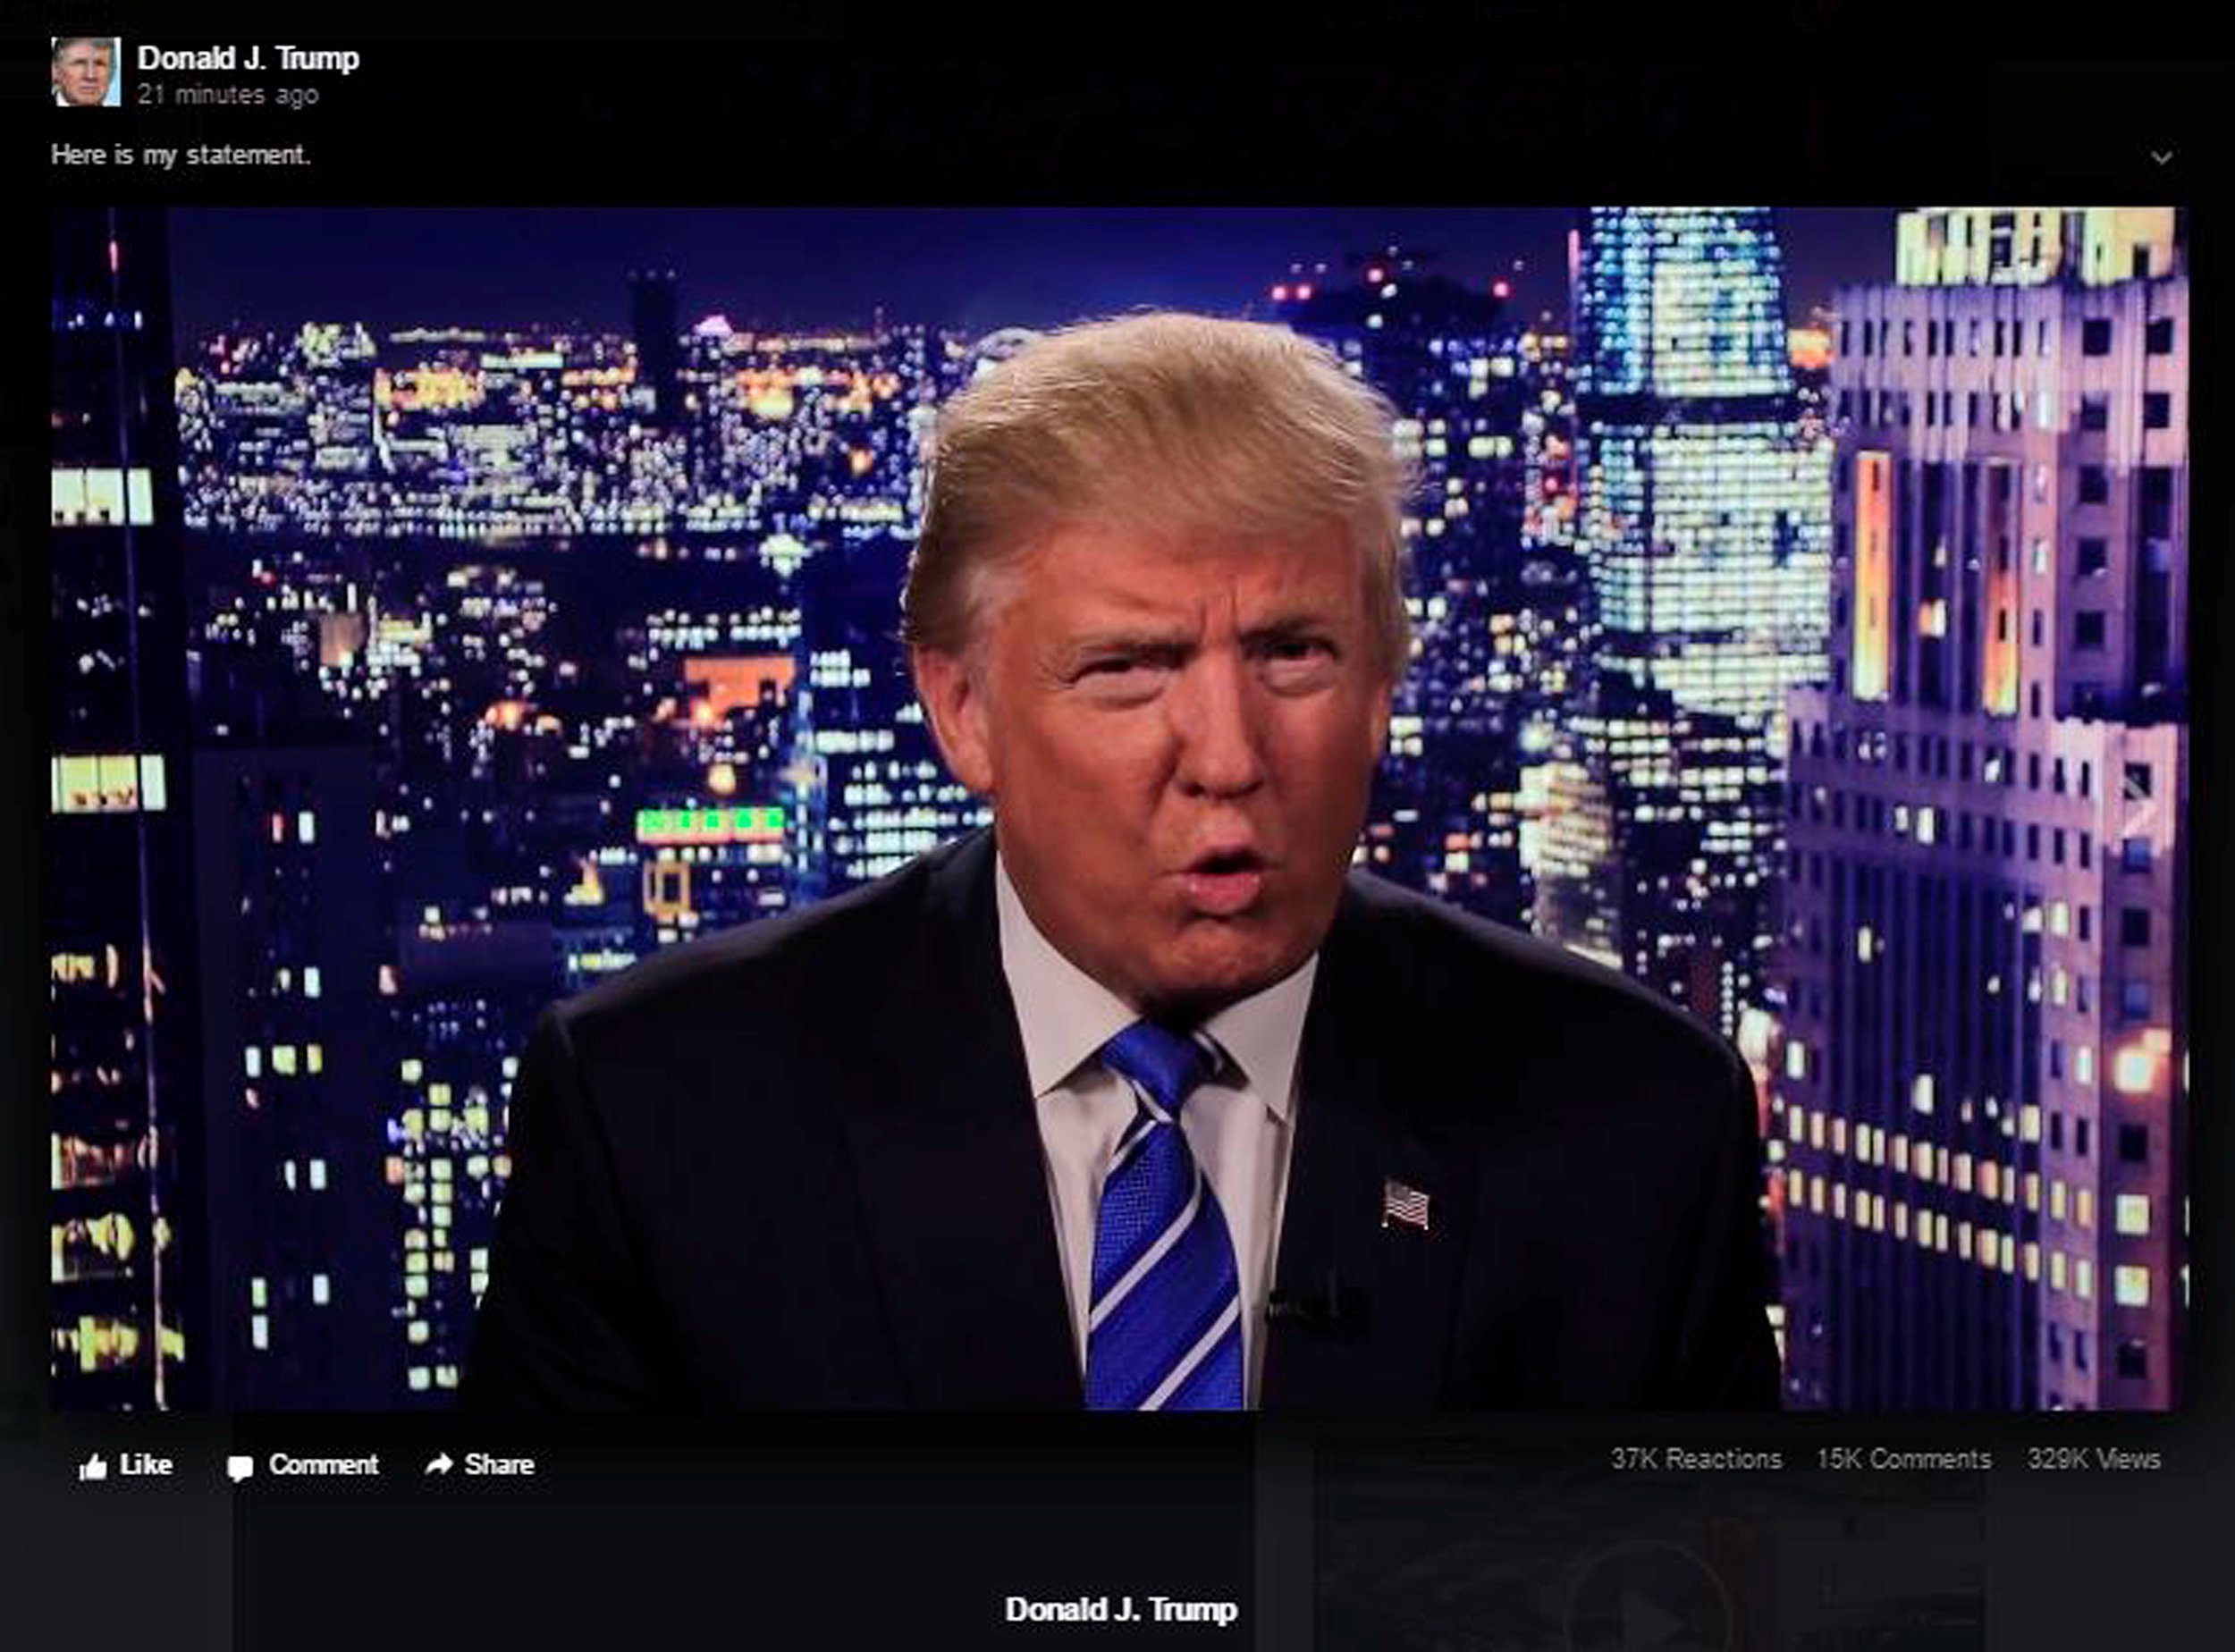 Donald J. Trump
21 minutes ago
Here is my statement.
Like Comment Share 37K Reactions 15K Comments 329K Views
Donald J. Trump